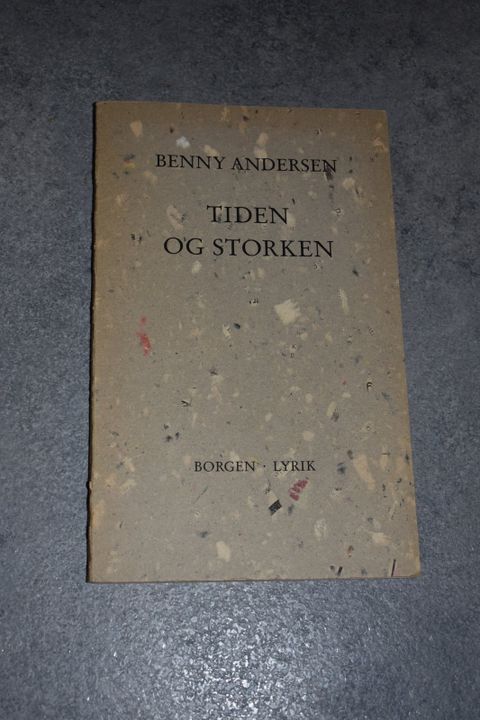 BENNY ANDERSEN
TIDEN
OG STORKEN
BORGEN · LYRIK